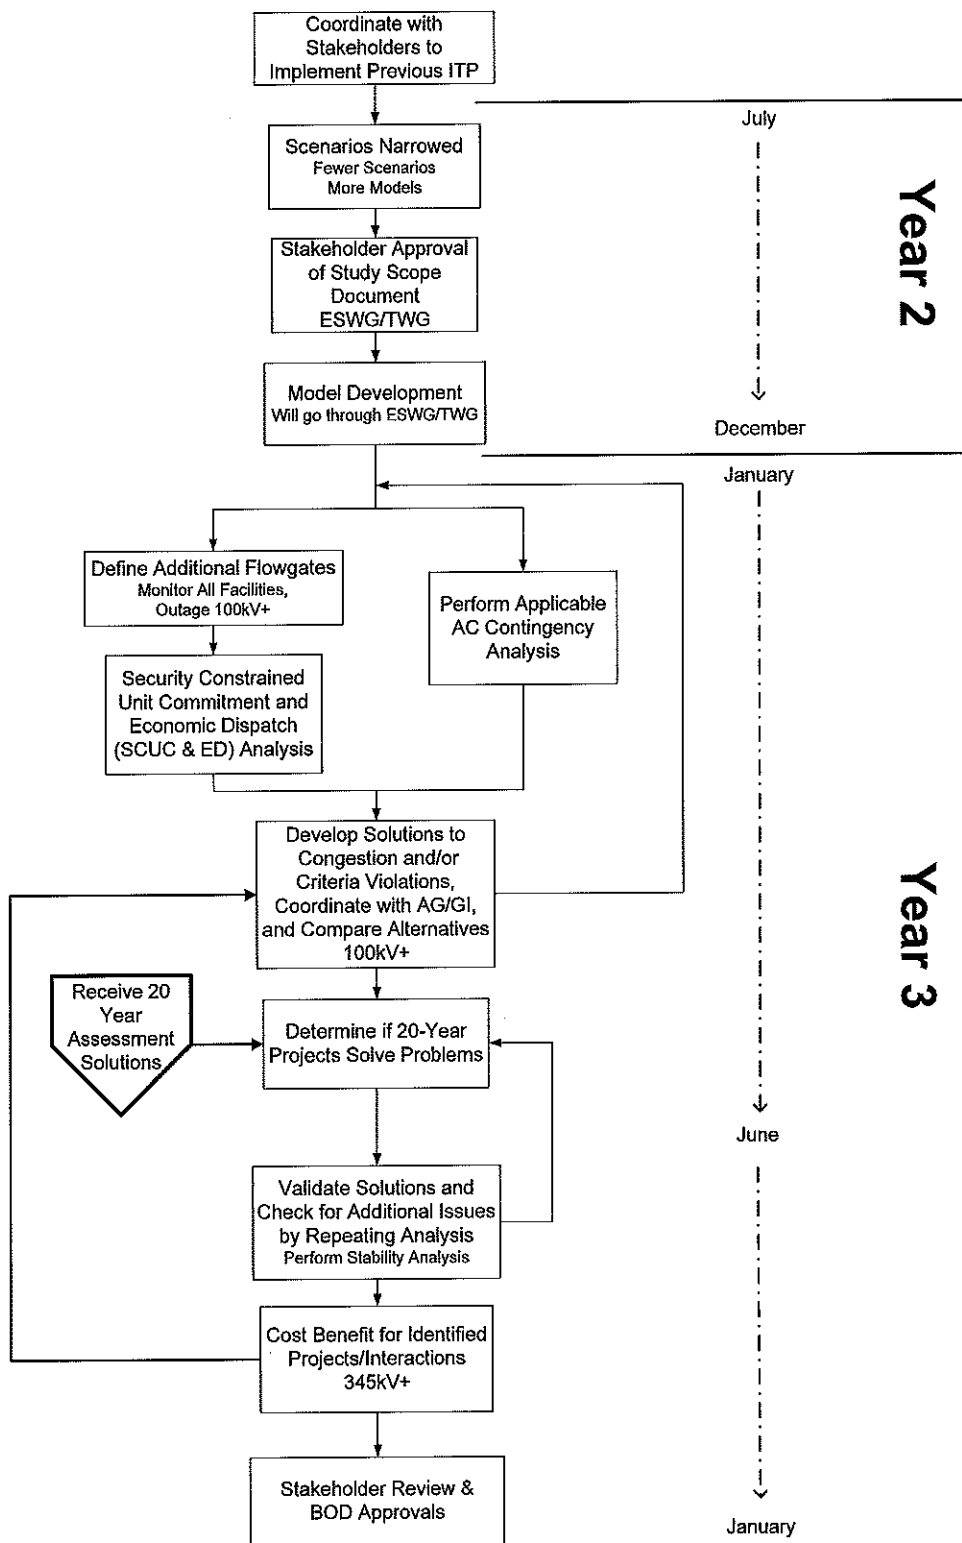 Coordinate with
Stakeholders to
Implement Previous ITP
July
Scenarios Narrowed
Fewer Scenarios
More Models
Year 2
Stakeholder Approval
of Study Scope
Document
ESWG/TWG
Model Development
Will go through ESWG/TWG
December
January
Define Additional Flowgates
Monitor All Facilities,
Outage 100kV+
Perform Applicable
AC Contingency
Analysis
Security Constrained
Unit Commitment and
Economic Dispatch
(SCUC & ED) Analysis
Develop Solutions to
Congestion and/or
Criteria Violations,
Coordinate with AG/GI,
and Compare Alternatives
100kV+
Year 3
Receive 20
Year
Assessment
Solutions
Determine if 20-Year
Projects Solve Problems
June
Validate Solutions and
Check for Additional Issues
by Repeating Analysis
Perform Stability Analysis
Cost Benefit for Identified
Projects/Interactions
345kV+
Stakeholder Review &
BOD Approvals
January